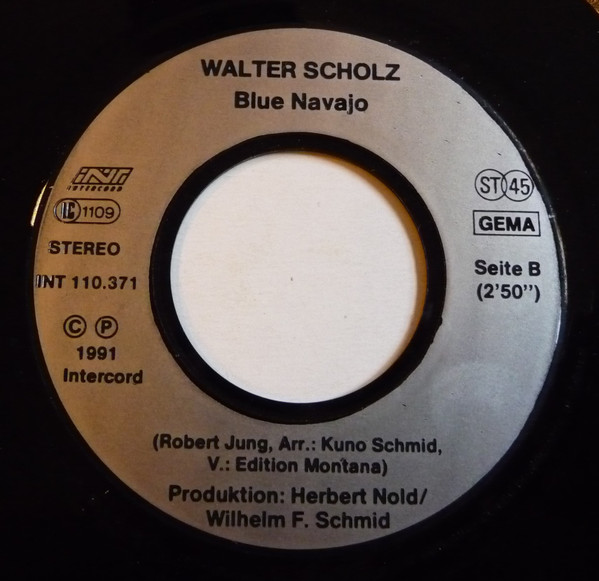 WALTER SCHOLZ
Blue Navajo
INT
INTERCORD
LC 1109
STEREO
INT 110.371
© ℗
1991
Intercord
ST 45
GEMA
Seite B
(2'50")
(Robert Jung, Arr.: Kuno Schmid,
V.: Edition Montana)
Produktion: Herbert Nold/
Wilhelm F. Schmid